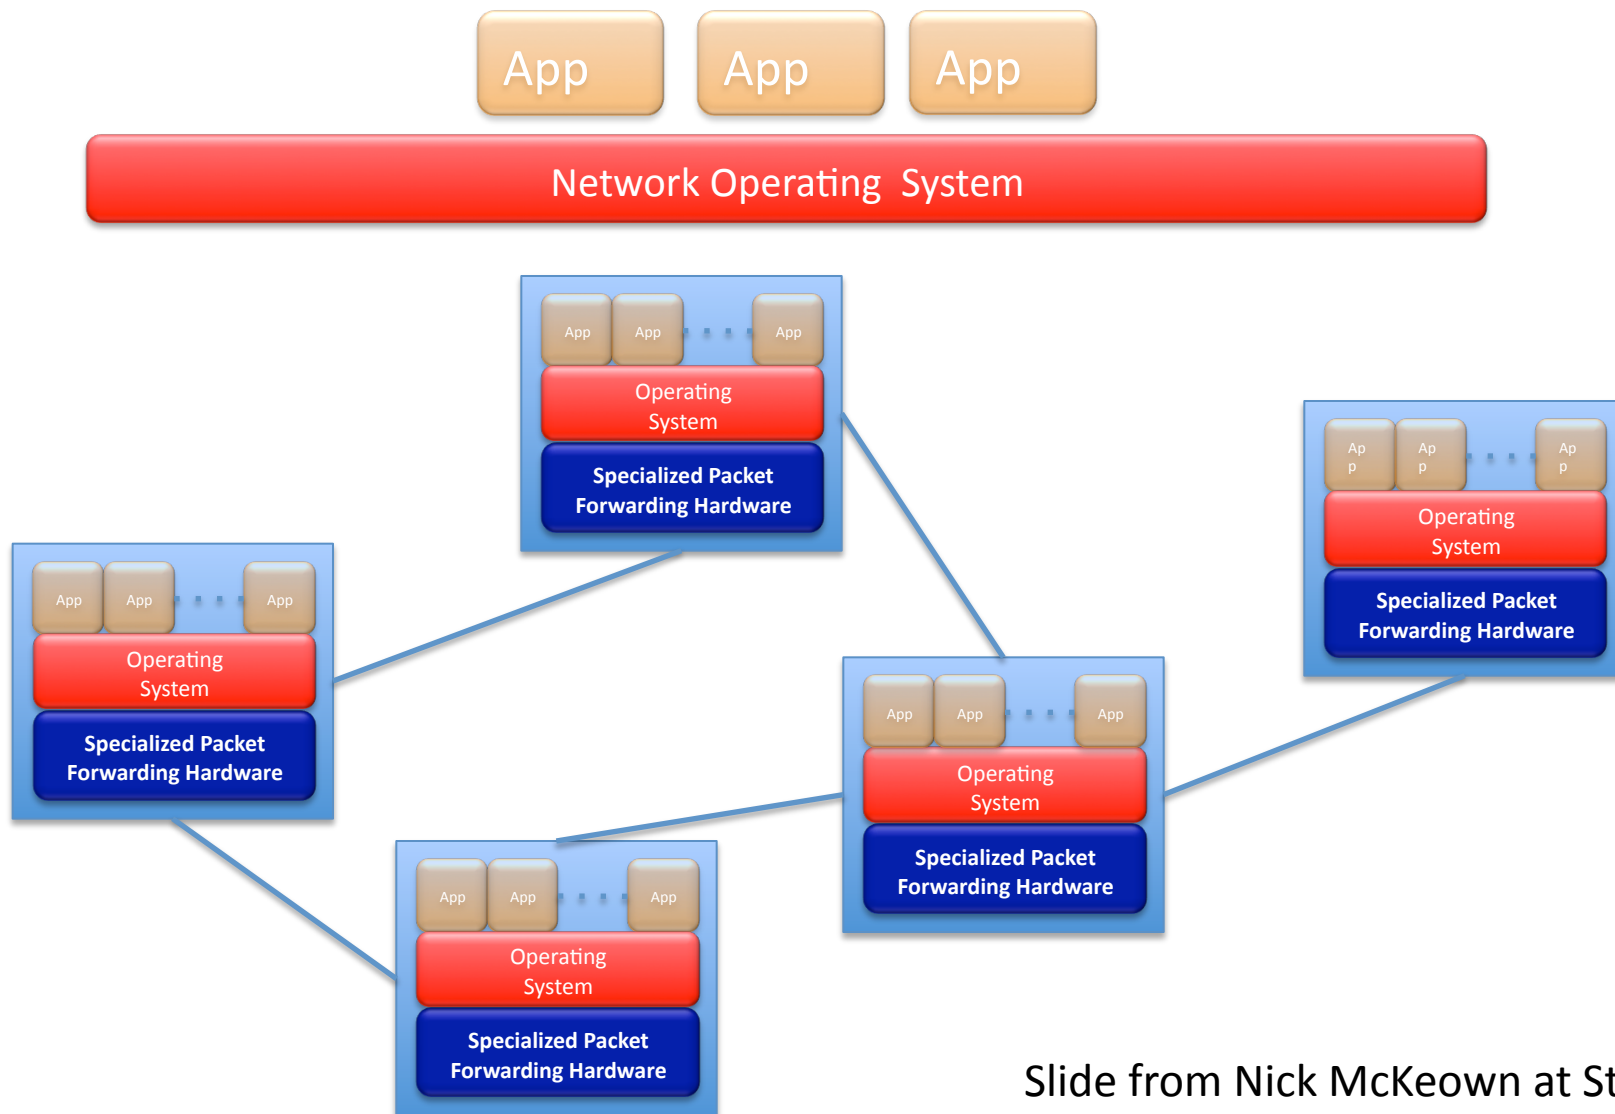 App App App
Network Operating System
App App App
Operating
System
Specialized Packet
Forwarding Hardware
Ap
p
Ap
p
Ap
p
Operating
System
Specialized Packet
Forwarding Hardware
App App App
Operating
System
Specialized Packet
Forwarding Hardware
App App App
Operating
System
Specialized Packet
Forwarding Hardware
App App App
Operating
System
Specialized Packet
Forwarding Hardware
Slide from Nick McKeown at St